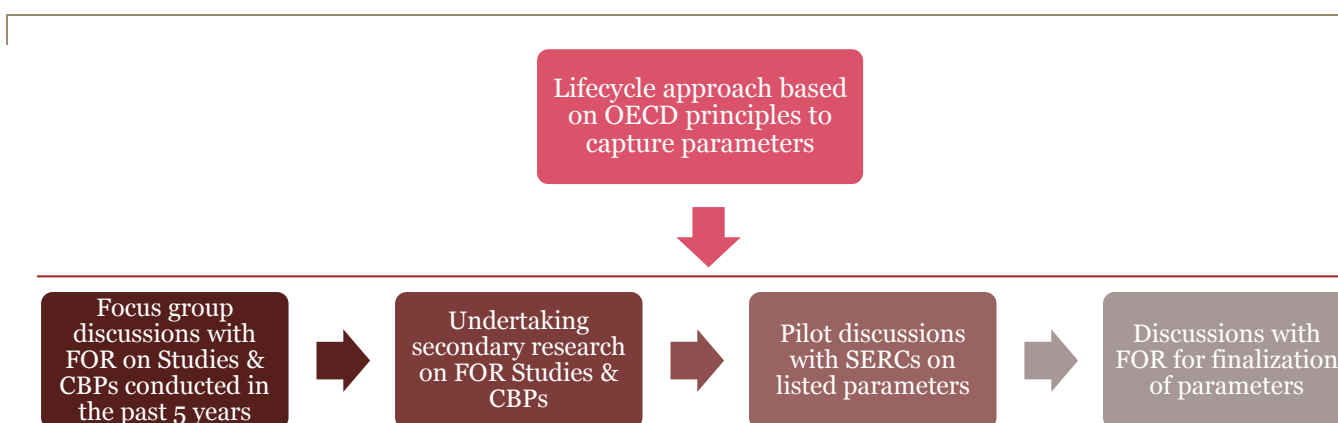 Lifecycle approach based
on OECD principles to
capture parameters
Focus group
discussions with
FOR on Studies &
CBPs conducted in
the past 5 years
Undertaking
secondary research
on FOR Studies &
CBPs
Pilot discussions
with SERCs on
listed parameters
Discussions with
FOR for finalization
of parameters